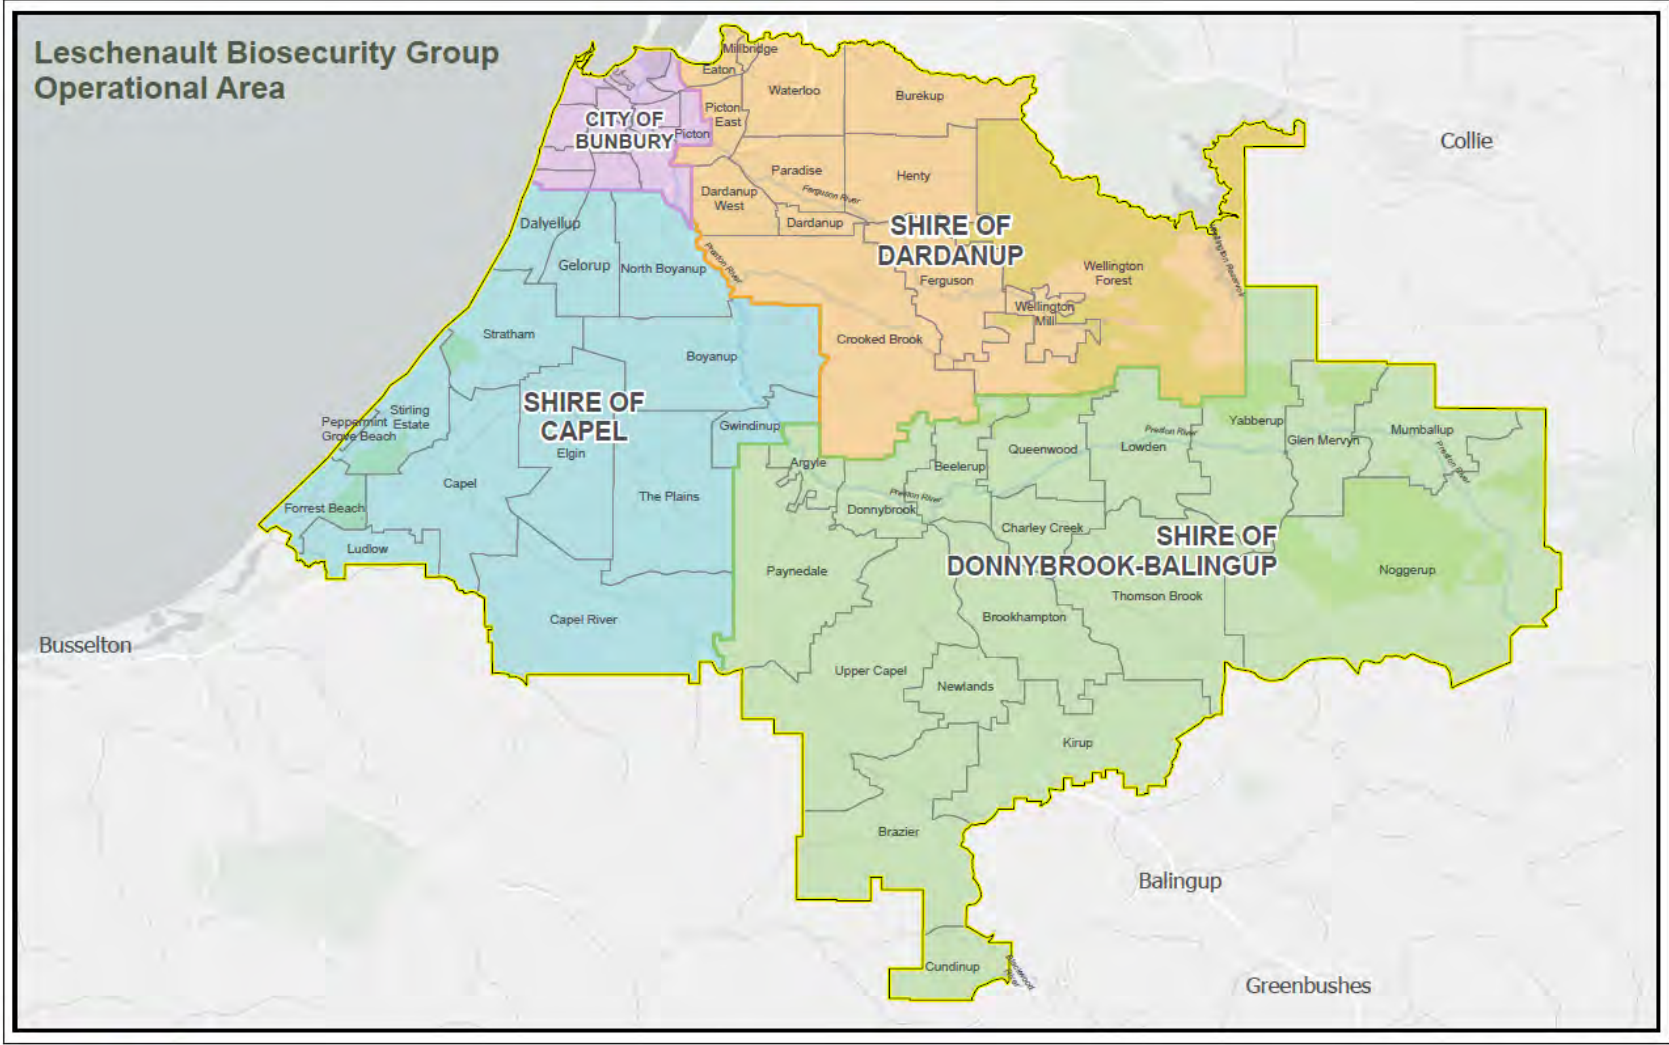 Leschenault Biosecurity Group
Operational Area
Millbridge
Eaton
Waterloo
Burekup
Picton
East
CITY OF
BUNBURY
Picton
Collie
Paradise
Henty
Ferguson River
Dardanup
West
Dardanup
SHIRE OF
DARDANUP
Dalyellup
Gelorup
North Boyanup
Preston River
Ferguson
Wellington
Forest
Wellington
Mill
Stratham
Boyanup
Crooked Brook
SHIRE OF
CAPEL
Peppermint
Grove Beach
Stirling
Estate
Elgin
Gwindinup
Argyle
Beelerup
Queenwood
Lowden
Preston River
Yabberup
Glen Mervyn
Mumballup
Preston River
Capel
The Plains
Preston River
Donnybrook
Charley Creek
Forrest Beach
Ludlow
SHIRE OF
DONNYBROOK-BALINGUP
Paynedale
Noggerup
Thomson Brook
Brookhampton
Capel River
Busselton
Upper Capel
Newlands
Kirup
Brazier
Balingup
Cundinup
River
Greenbushes